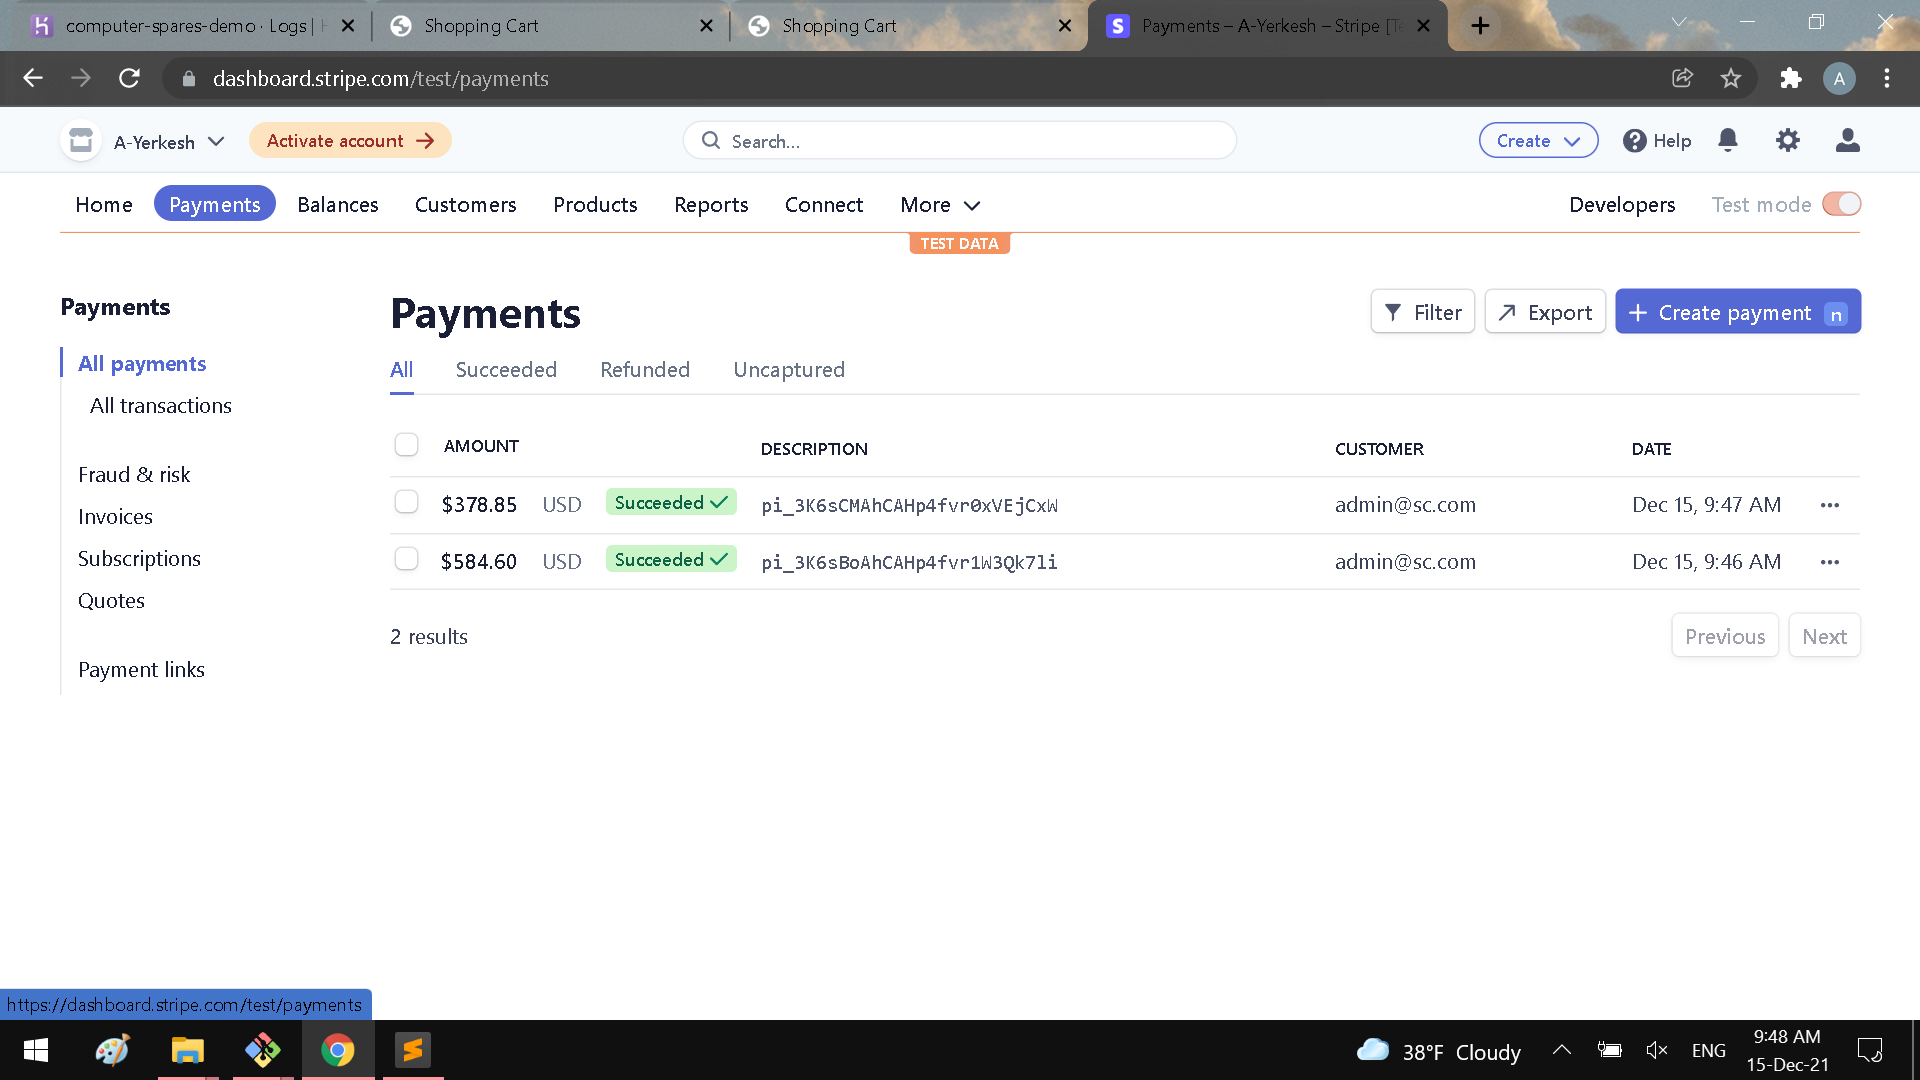 computer-spares-demo · Logs |
Shopping Cart
Shopping Cart
Payments – A-Yerkesh – Stripe [Te
dashboard.stripe.com/test/payments
A
A-Yerkesh
Activate account
Search...
Create
Help
Home
Payments
Balances
Customers
Products
Reports
Connect
More
Developers
Test mode
TEST DATA
Payments
All payments
All transactions
Fraud & risk
Invoices
Subscriptions
Quotes
Payment links
Payments
Filter
Export
+ Create payment n
All Succeeded Refunded Uncaptured
AMOUNT DESCRIPTION CUSTOMER DATE
$378.85 USD Succeeded pi_3K6sCMAhCAHp4fvr0xVEjCxW admin@sc.com Dec 15, 9:47 AM
$584.60 USD Succeeded pi_3K6sBoAhCAHp4fvr1W3Qk7li admin@sc.com Dec 15, 9:46 AM
2 results
Previous
Next
https://dashboard.stripe.com/test/payments
38°F Cloudy
ENG
9:48 AM
15-Dec-21